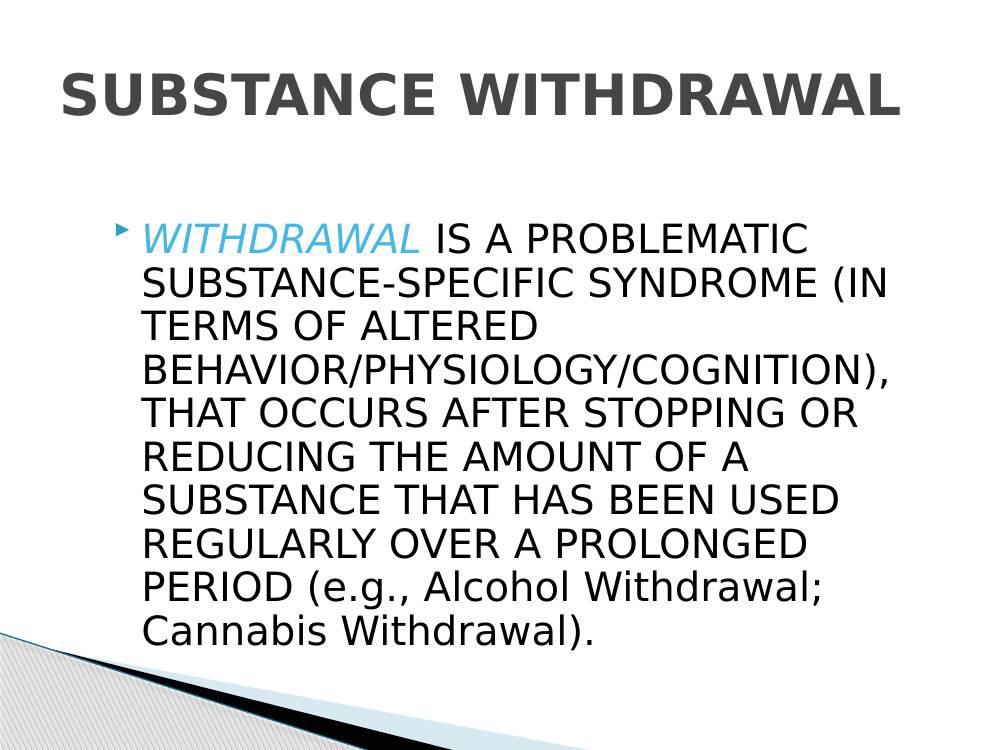 SUBSTANCE WITHDRAWAL
WITHDRAWAL IS A PROBLEMATIC
SUBSTANCE-SPECIFIC SYNDROME (IN
TERMS OF ALTERED
BEHAVIOR/PHYSIOLOGY/COGNITION),
THAT OCCURS AFTER STOPPING OR
REDUCING THE AMOUNT OF A
SUBSTANCE THAT HAS BEEN USED
REGULARLY OVER A PROLONGED
PERIOD (e.g., Alcohol Withdrawal;
Cannabis Withdrawal).